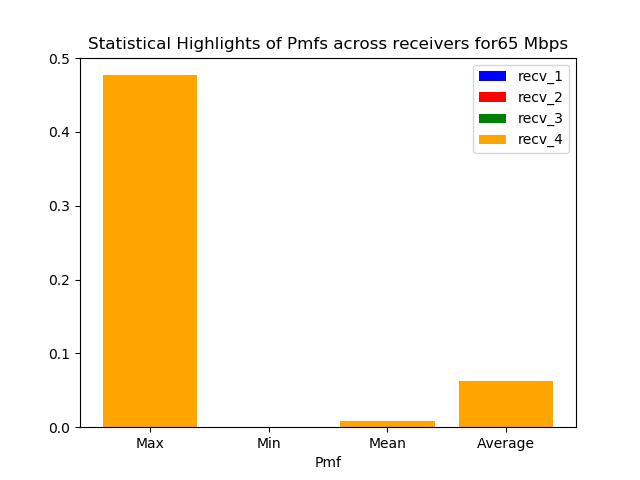 Statistical Highlights of Pmfs across receivers for65 Mbps
0.5
0.4
0.3
0.2
0.1
0.0
recv_1
recv_2
recv_3
recv_4
Max Min Mean Average
Pmf